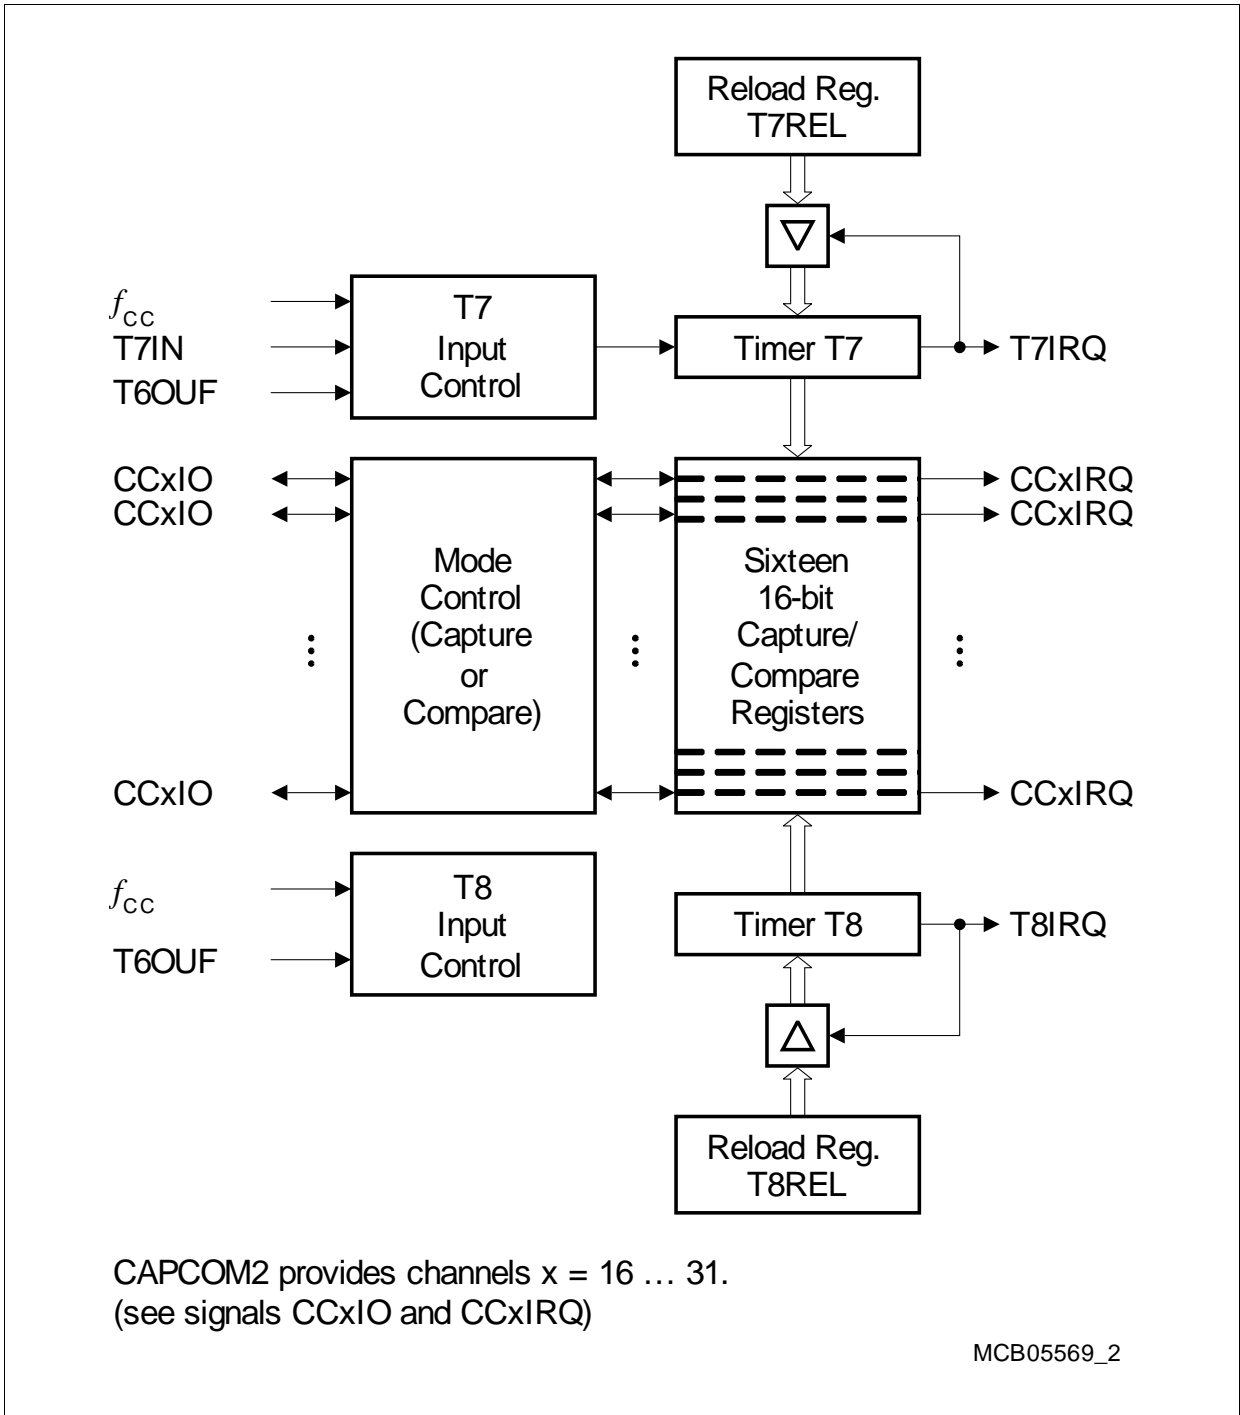 Reload Reg.
T7REL
f CC
T7IN
T6OUF
T7
Input
Control
Timer T7
T7IRQ
CCxIO
CCxIO
CCxIO
Mode
Control
(Capture
or
Compare)
Sixteen
16-bit
Capture/
Compare
Registers
CCxIRQ
CCxIRQ
CCxIRQ
f CC
T6OUF
T8
Input
Control
Timer T8
T8IRQ
Reload Reg.
T8REL
CAPCOM2 provides channels x = 16 … 31.
(see signals CCxIO and CCxIRQ)
MCB05569_2